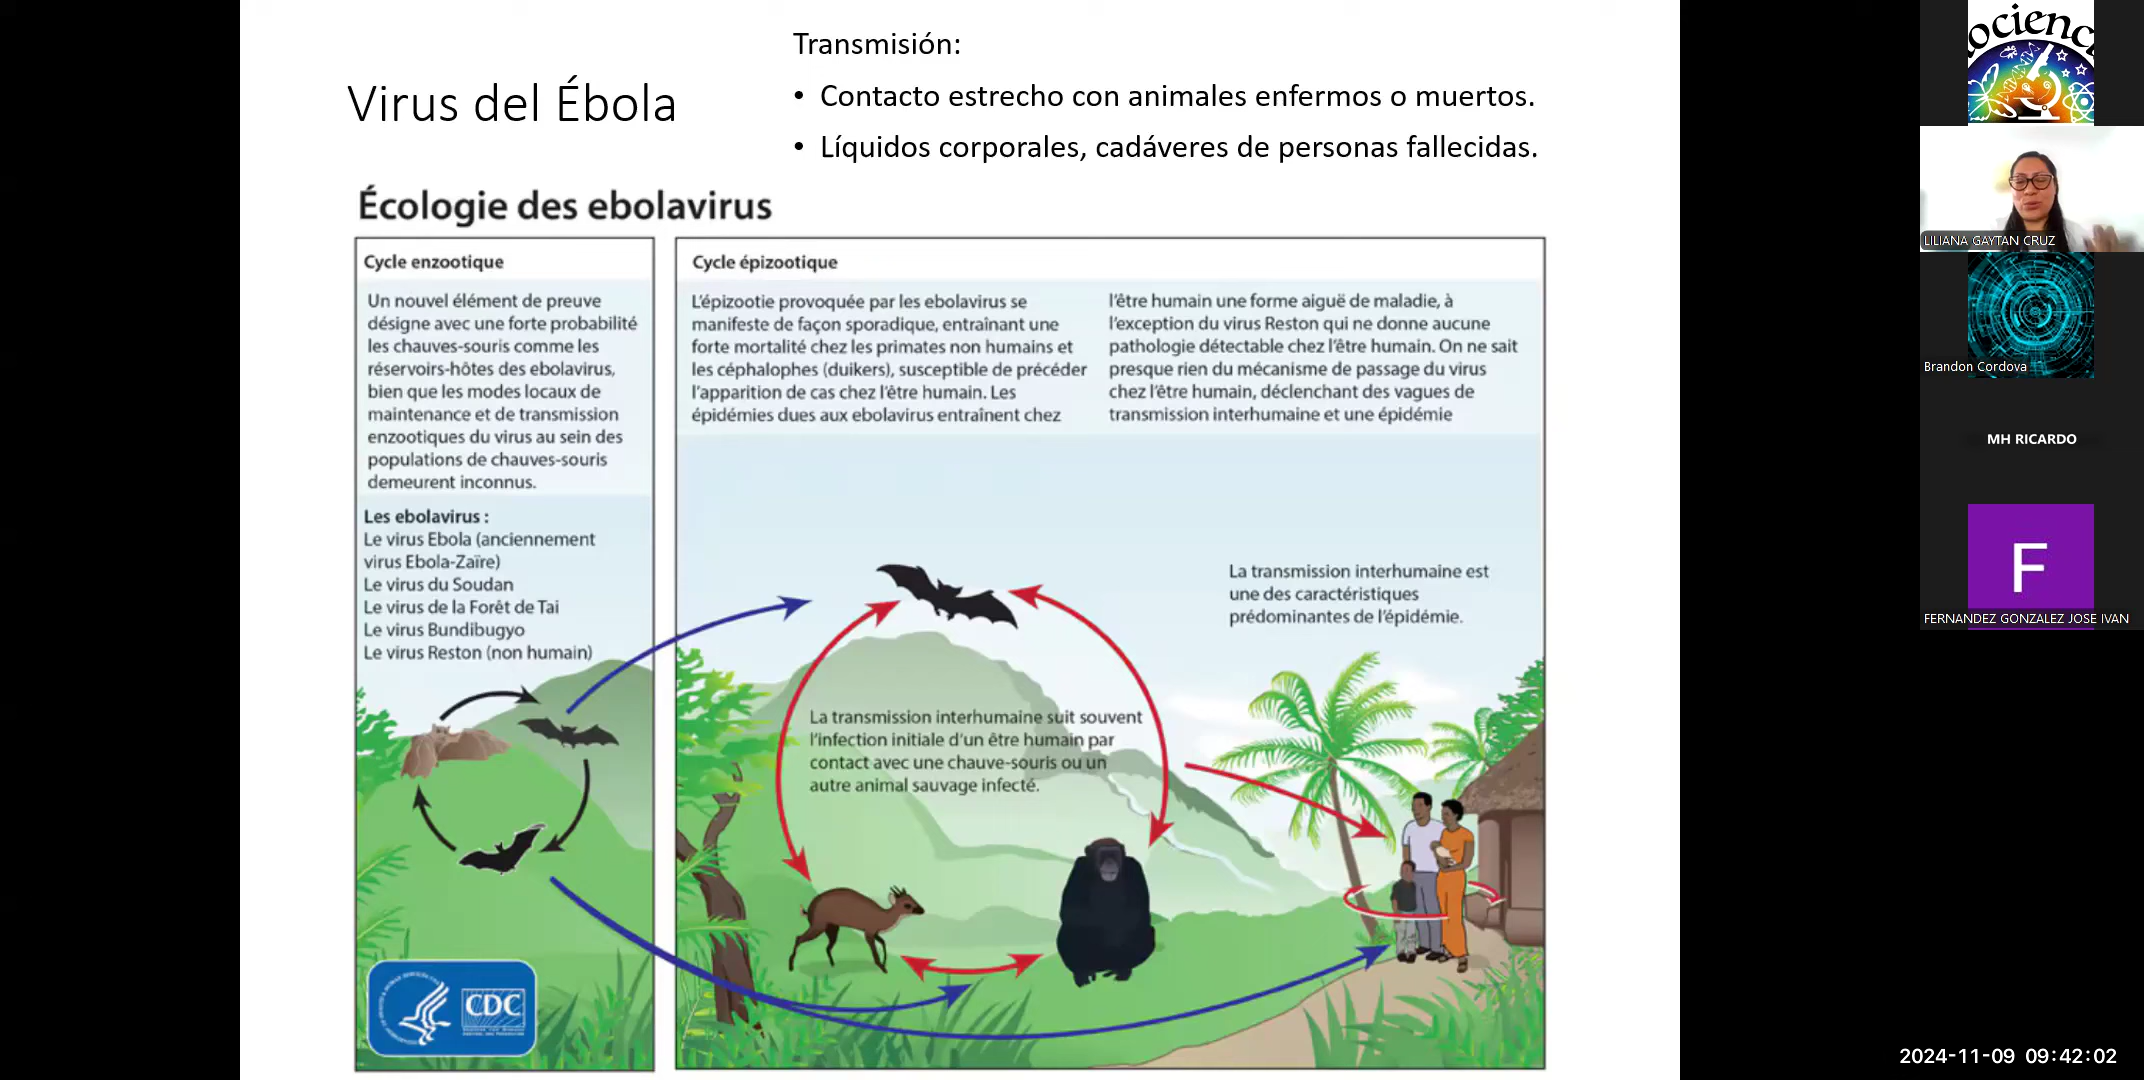 Virus del Ébola
Transmisión:
• Contacto estrecho con animales enfermos o muertos.
• Líquidos corporales, cadáveres de personas fallecidas.
Écologie des ebolavirus
Cycle enzootique
Un nouvel élément de preuve
désigne avec une forte probabilité
les chauves-souris comme les
réservoirs-hôtes des ebolavirus,
bien que les modes locaux de
maintenance et de transmission
enzootiques du virus au sein des
populations de chauves-souris
demeurent inconnus.
Les ebolavirus :
Le virus Ebola (anciennement
virus Ebola-Zaïre)
Le virus du Soudan
Le virus de la Forêt de Tai
Le virus Bundibugyo
Le virus Reston (non humain)
CDC
Cycle épizootique
L'épizootie provoquée par les ebolavirus se
manifeste de façon sporadique, entraînant une
forte mortalité chez les primates non humains et
les céphalophes (duikers), susceptible de précéder
l'apparition de cas chez l'être humain. Les
épidémies dues aux ebolavirus entraînent chez
l'être humain une forme aiguë de maladie, à
l'exception du virus Reston qui ne donne aucune
pathologie détectable chez l'être humain. On ne sait
presque rien du mécanisme de passage du virus
chez l'être humain, déclenchant des vagues de
transmission interhumaine et une épidémie
La transmission interhumaine est
une des caractéristiques
prédominantes de l'épidémie.
La transmission interhumaine suit souvent
l'infection initiale d'un être humain par
contact avec une chauve-souris ou un
autre animal sauvage infecté.
LILIANA GAYTAN CRUZ
Brandon Cordova
MH RICARDO
F
FERNANDEZ GONZALEZ JOSE IVAN
2024-11-09 09:42:02